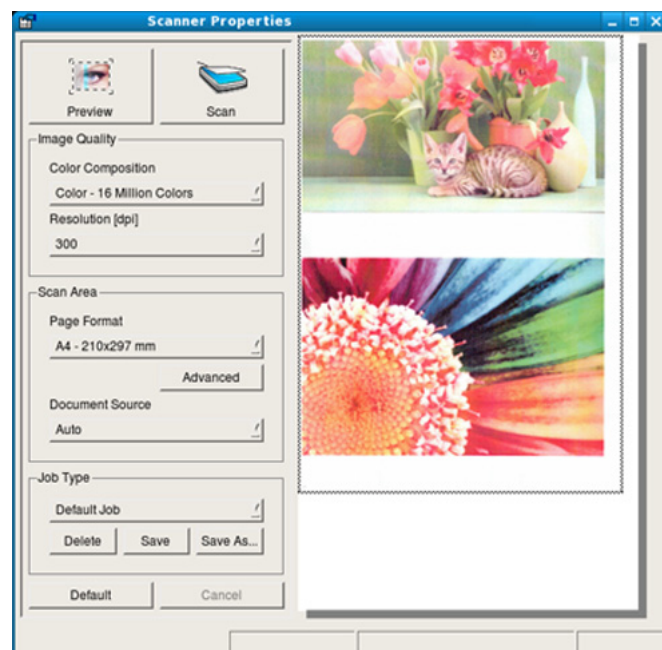 Scanner Properties
Preview
Scan
Image Quality
Color Composition
Color - 16 Million Colors
Resolution [dpi]
300
Scan Area
Page Format
A4 - 210x297 mm
Advanced
Document Source
Auto
Job Type
Default Job
Delete
Save
Save As...
Default
Cancel